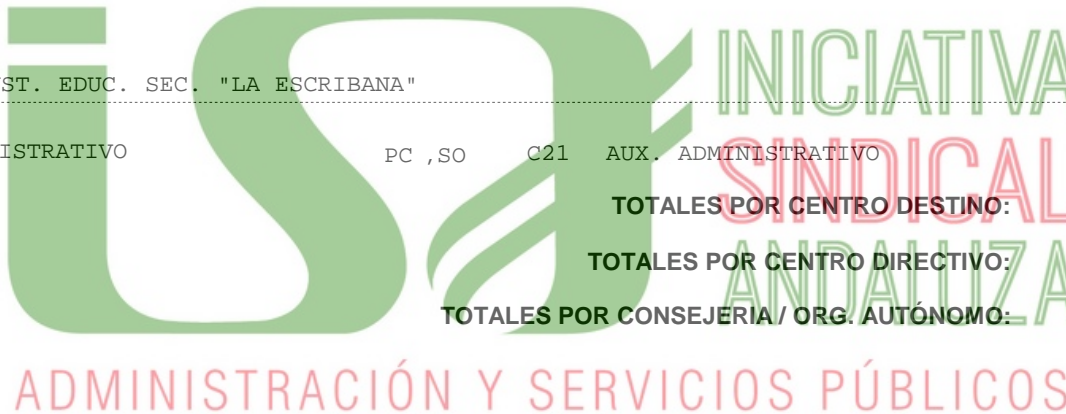 isa
INICIATIVA
SINDICAL
ANDALUZA
ST. EDUC. SEC. "LA ESCRIBANA"
ISTRATIVO PC ,SO C21 AUX. ADMINISTRATIVO
TOTALES POR CENTRO DESTINO:
TOTALES POR CENTRO DIRECTIVO:
TOTALES POR CONSEJERIA / ORG. AUTÓNOMO:
ADMINISTRACIÓN Y SERVICIOS PÚBLICOS